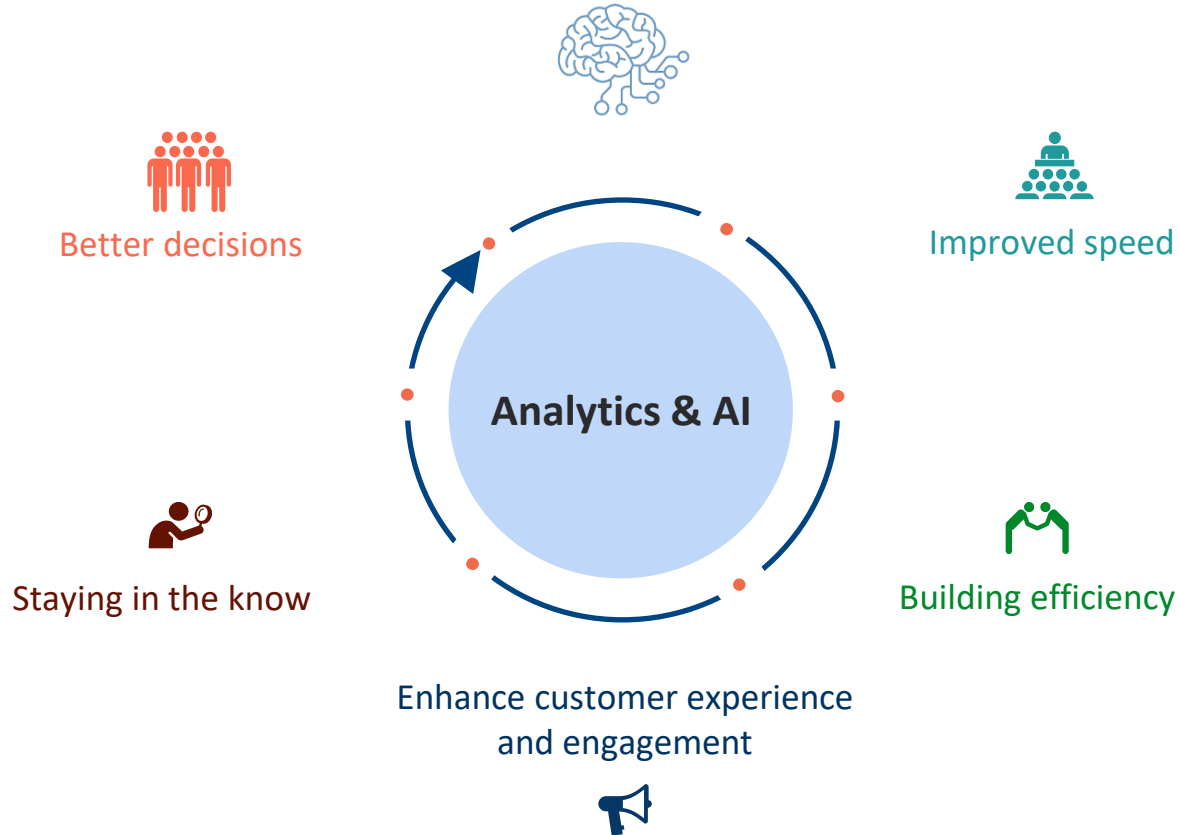 Better decisions
Improved speed
Analytics & AI
Staying in the know
Building efficiency
Enhance customer experience
and engagement